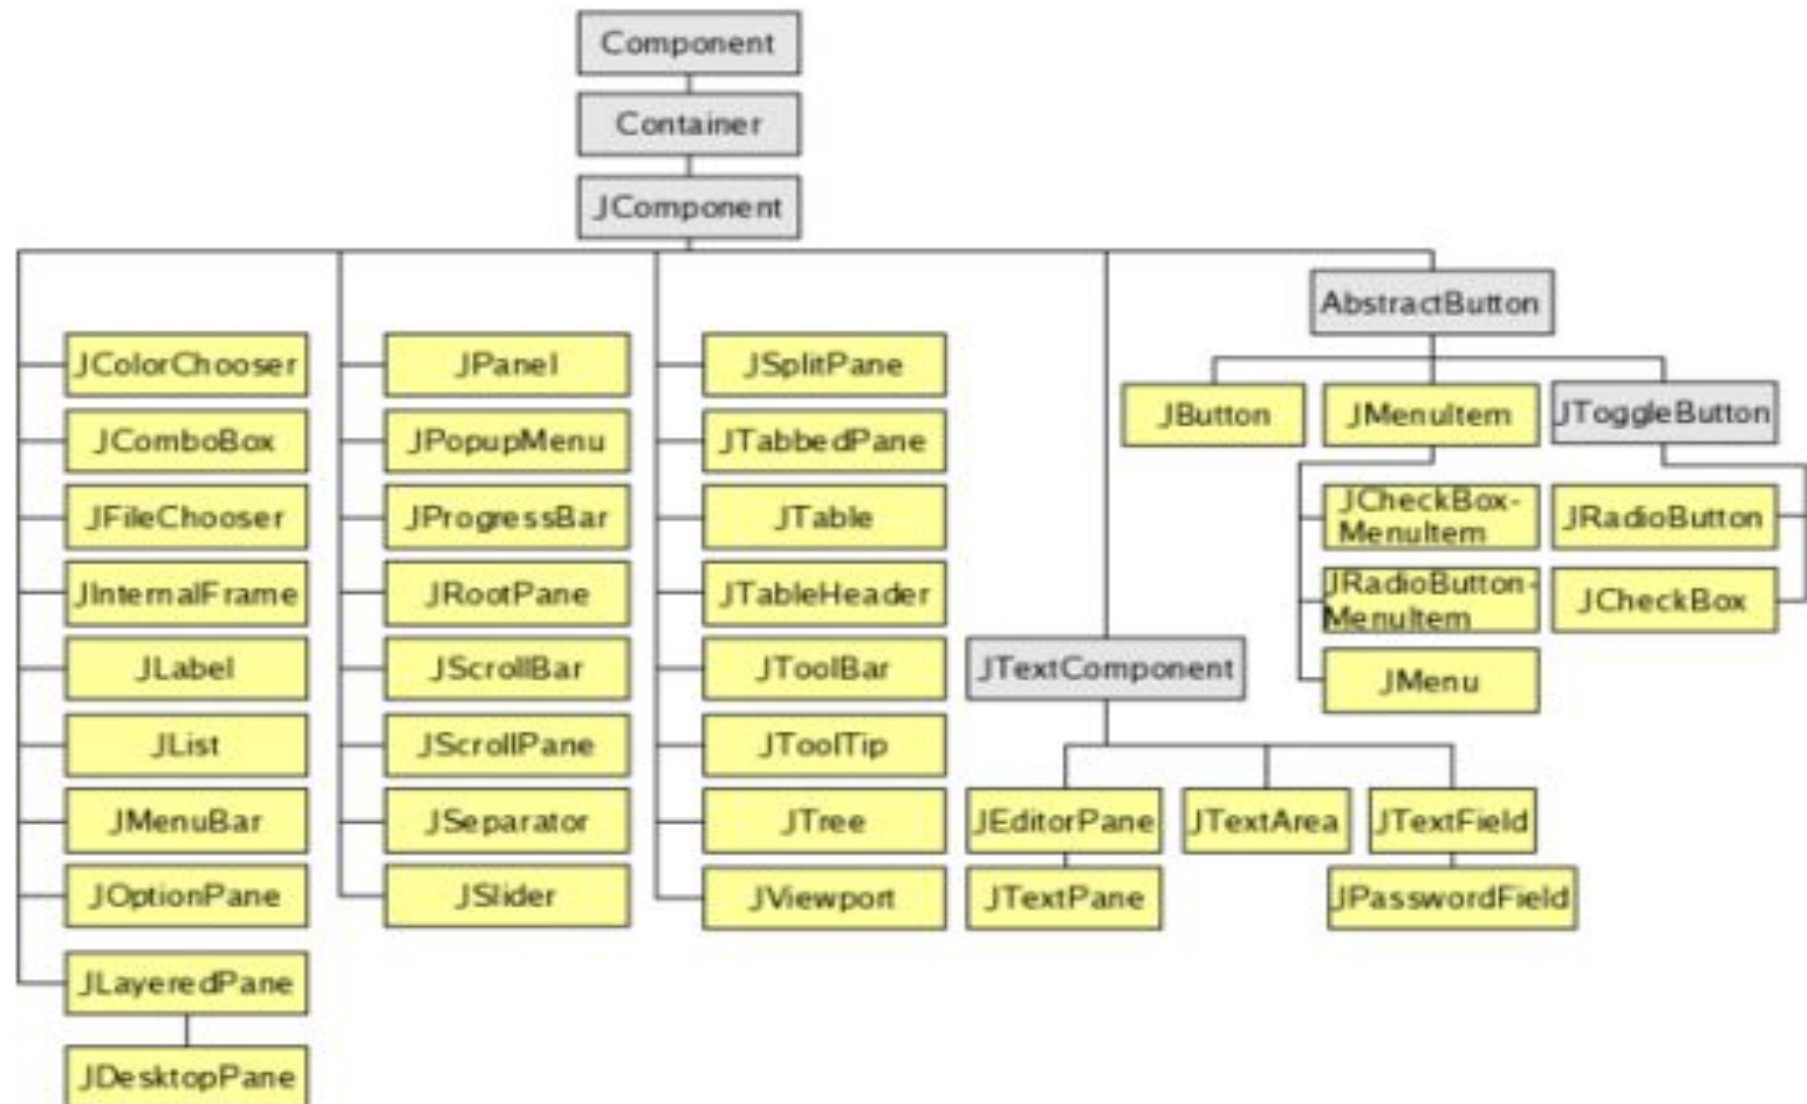 Component
Container
JComponent
AbstractButton
JColorChooser
JPanel
JSplitPane
JButton
JMenuItem
JToggleButton
JComboBox
JPopupMenu
JTabbedPane
JFileChooser
JProgressBar
JTable
JCheckBox-
MenuItem
JRadioButton
JInternalFrame
JRootPane
JTableHeader
JRadioButton-
MenuItem
JCheckBox
JLabel
JScrollBar
JToolBar
JTextComponent
JMenu
JList
JScrollPane
JToolTip
JMenuBar
JSeparator
JTree
JEditorPane
JTextArea
JTextField
JOptionPane
JSlider
JViewport
JTextPane
JPasswordField
JLayeredPane
JDesktopPane